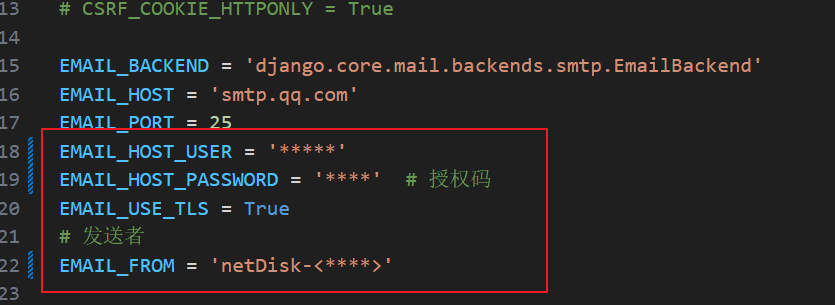 13 # CSRF_COOKIE_HTTPONLY = True
14
15 EMAIL_BACKEND = 'django.core.mail.backends.smtp.EmailBackend'
16 EMAIL_HOST = 'smtp.qq.com'
17 EMAIL_PORT = 25
18 EMAIL_HOST_USER = '*****'
19 EMAIL_HOST_PASSWORD = '****'  # 授权码
20 EMAIL_USE_TLS = True
21 # 发送者
22 EMAIL_FROM = 'netDisk-<****>'
23